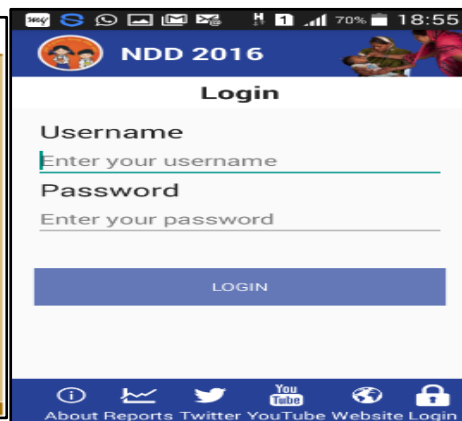 1 70% 18:55
NDD 2016
Login
Username
Enter your username
Password
Enter your password
LOGIN
You
Tube
About Reports Twitter YouTube Website Login